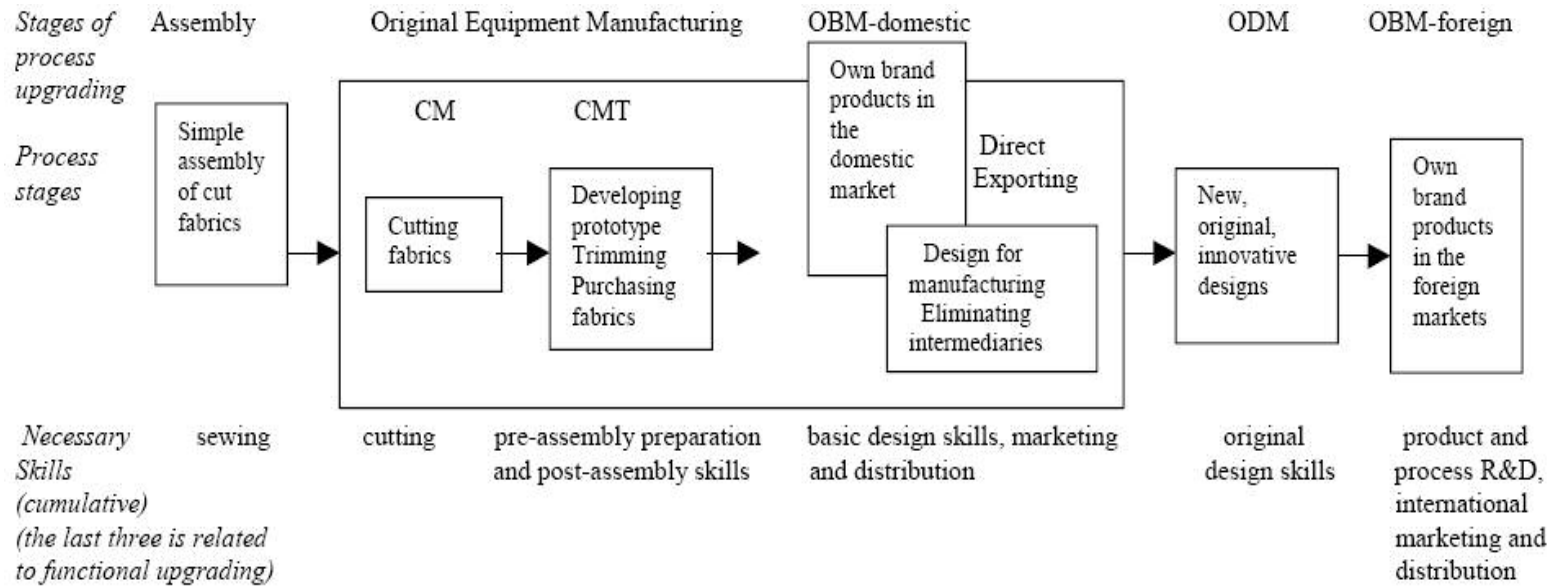 Stages of process upgrading
Assembly
Original Equipment Manufacturing
OBM-domestic
ODM
OBM-foreign
Process stages
Simple
assembly
of cut
fabrics
CM
Cutting
fabrics
CMT
Developing
prototype
Trimming
Purchasing
fabrics
Own brand
products in
the
domestic
market
Direct
Exporting
Design for
manufacturing
Eliminating
intermediaries
New,
original,
innovative
designs
Own
brand
products
in the
foreign
markets
Necessary
Skills
(cumulative)
(the last three is related
to functional upgrading)
sewing
cutting
pre-assembly preparation
and post-assembly skills
basic design skills, marketing
and distribution
original
design skills
product and
process R&D,
international
marketing and
distribution